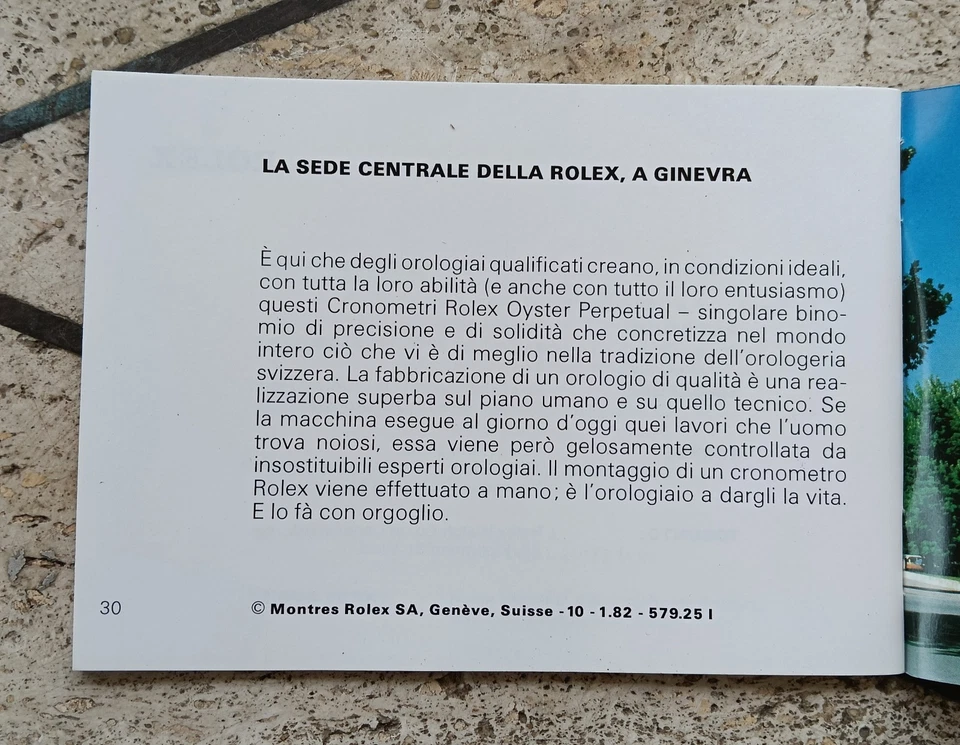 LA SEDE CENTRALE DELLA ROLEX, A GINEVRA
È qui che degli orologiai qualificati creano, in condizioni ideali,
con tutta la loro abilità (e anche con tutto il loro entusiasmo)
questi Cronometri Rolex Oyster Perpetual – singolare bino-
mio di precisione e di solidità che concretizza nel mondo
intero ciò che vi è di meglio nella tradizione dell'orologeria
svizzera. La fabbricazione di un orologio di qualità è una rea-
lizzazione superba sul piano umano e su quello tecnico. Se
la macchina esegue al giorno d'oggi quei lavori che l'uomo
trova noiosi, essa viene però gelosamente controllata da
insostituibili esperti orologiai. Il montaggio di un cronometro
Rolex viene effettuato a mano; è l'orologiaio a dargli la vita.
E lo fà con orgoglio.
30
© Montres Rolex SA, Genève, Suisse - 10 - 1.82 - 579.25 I